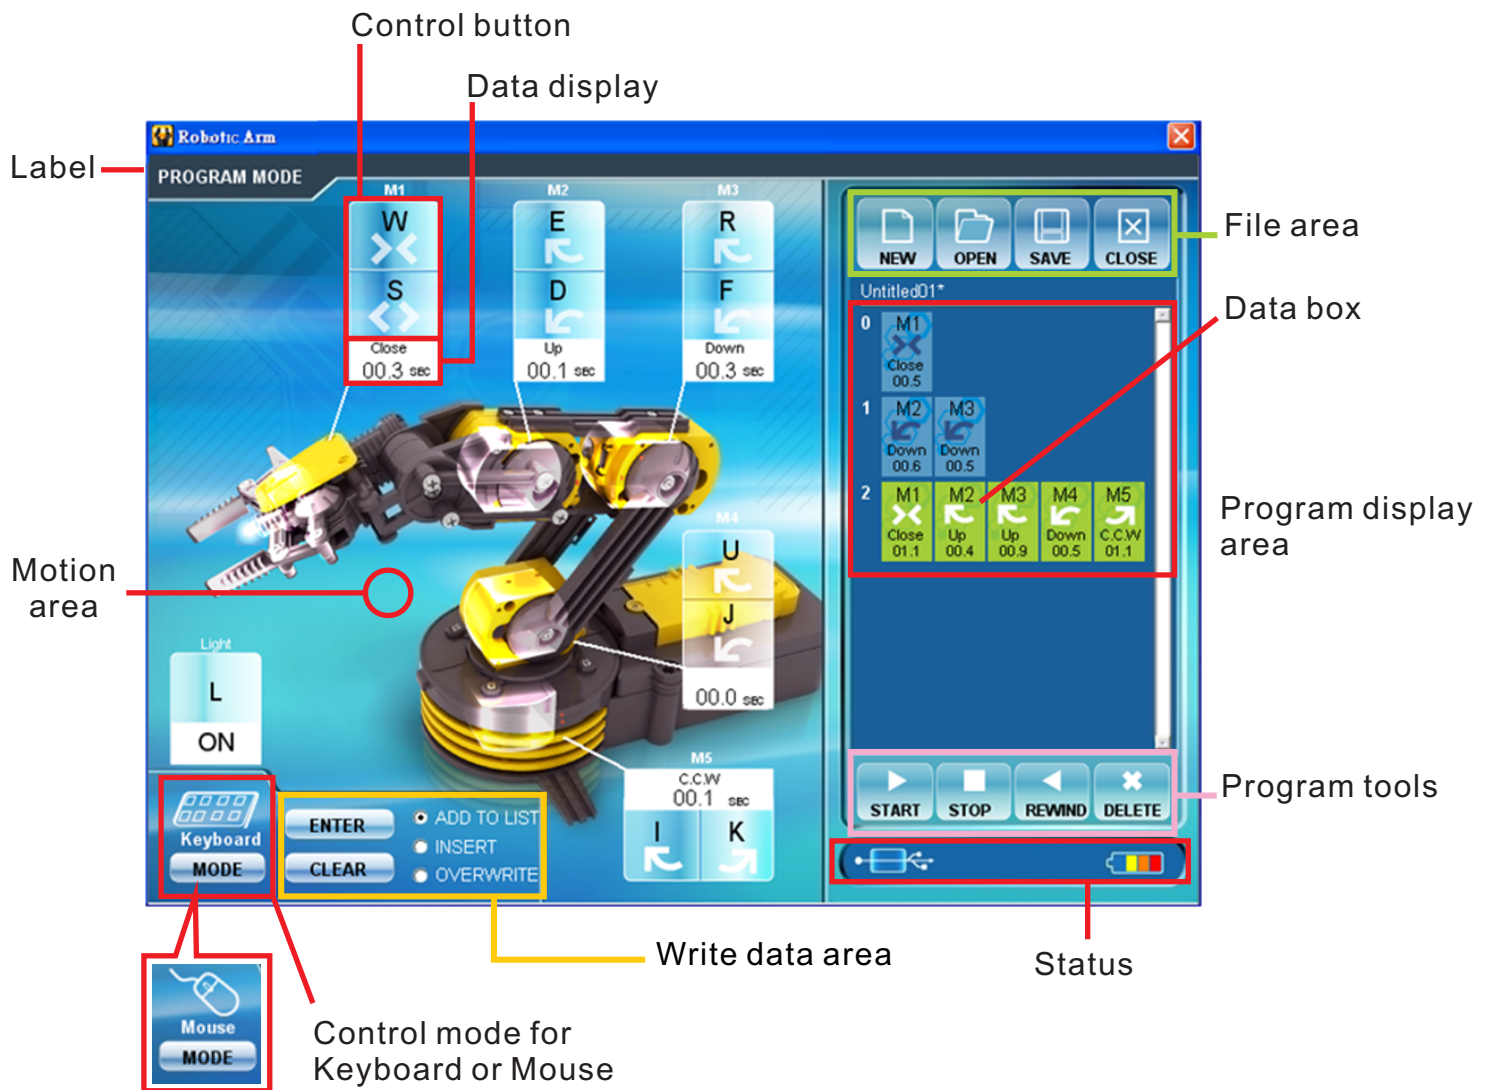 Control button
Data display
Robotic Arm
Label
PROGRAM MODE
M1
W
S
Close
00.3 SEC
M2
E
D
Up
00.1 SEC
M3
R
F
Down
00.3 SEC
NEW
OPEN
SAVE
CLOSE
File area
Untitled01*
Data box
0
M1
Close
00.5
1
M2
Down
00.6
M3
Down
00.5
2
M1
Close
01.1
M2
Up
00.4
M3
Up
00.9
M4
Down
00.5
M5
C.C.W
01.1
Program display
area
Motion
area
M4
U
J
00.0 SEC
Light
L
ON
M5
C.C.W
00.1 SEC
I
K
START
STOP
REWIND
DELETE
Program tools
Keyboard
MODE
ENTER
CLEAR
ADD TO LIST
INSERT
OVERWRITE
Write data area
Status
Mouse
MODE
Control mode for
Keyboard or Mouse